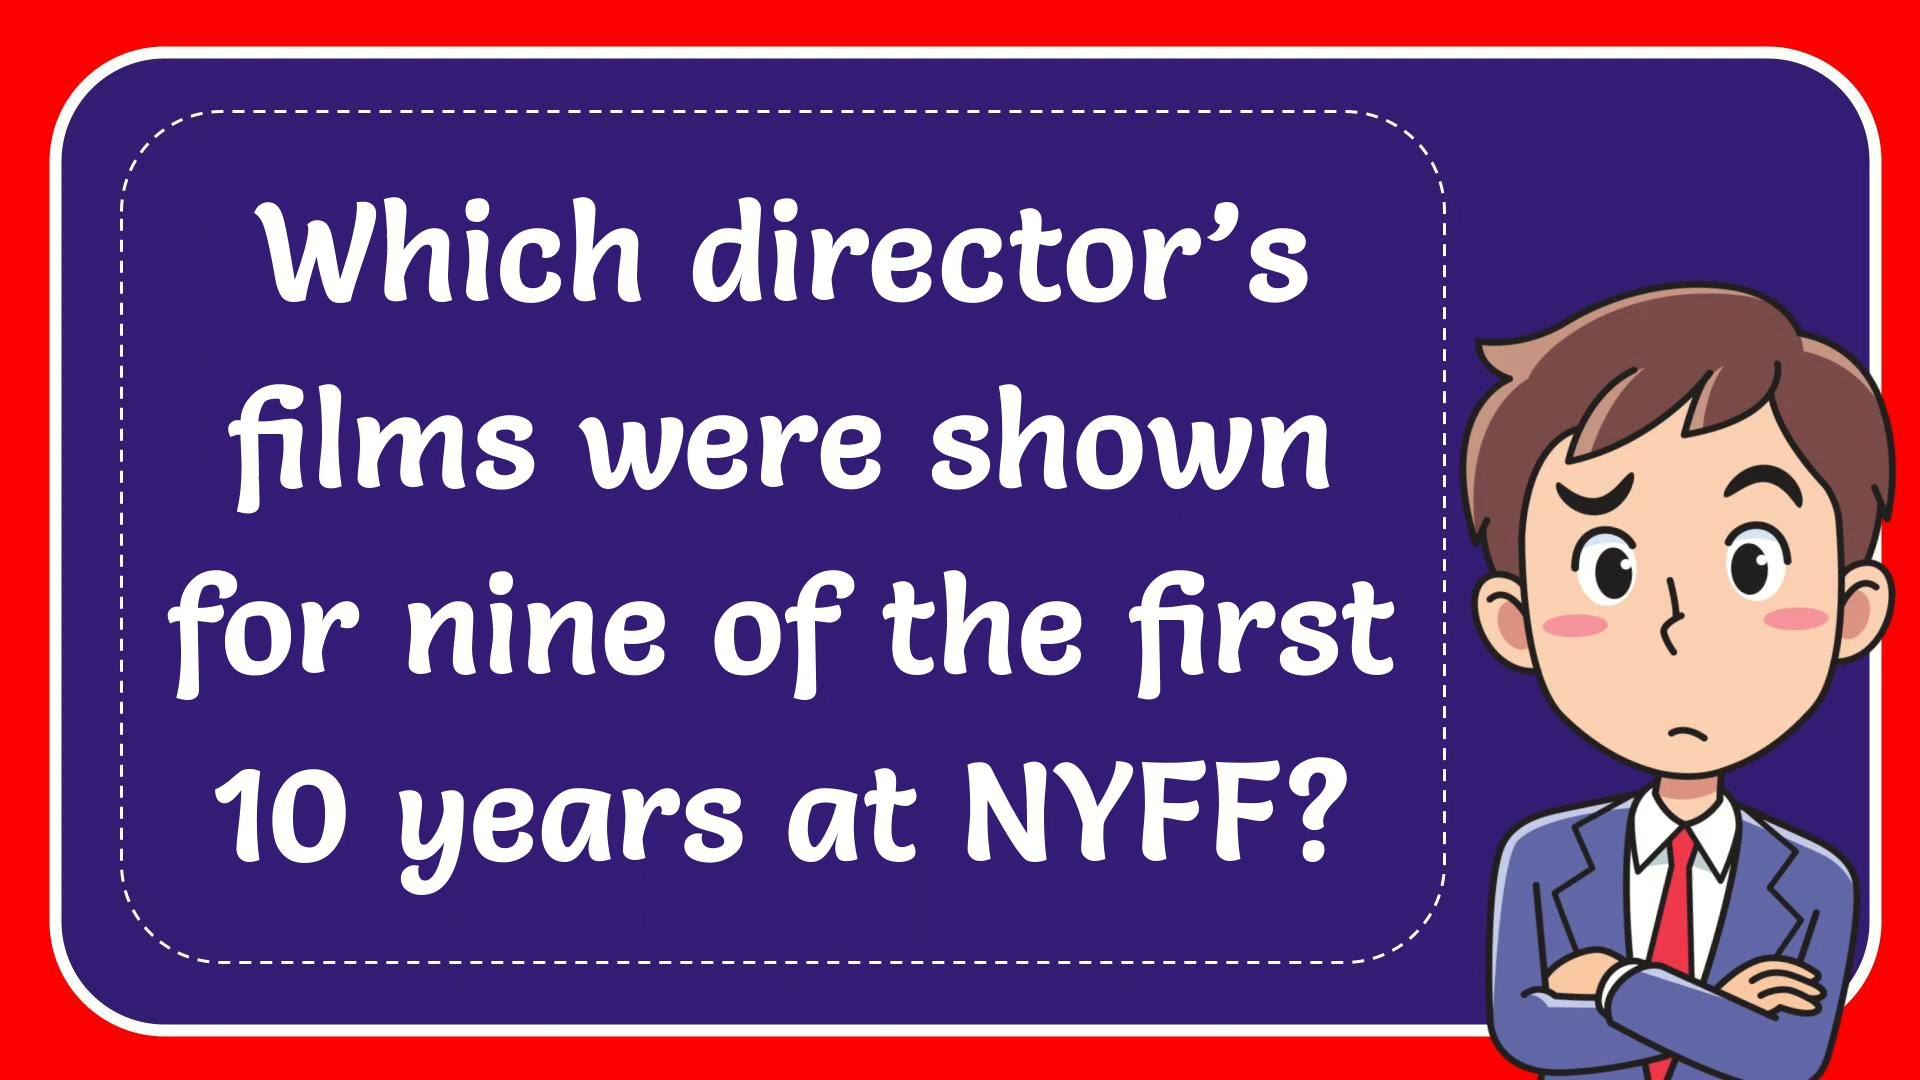 Which director’s
films were shown
for nine of the first
10 years at NYFF?